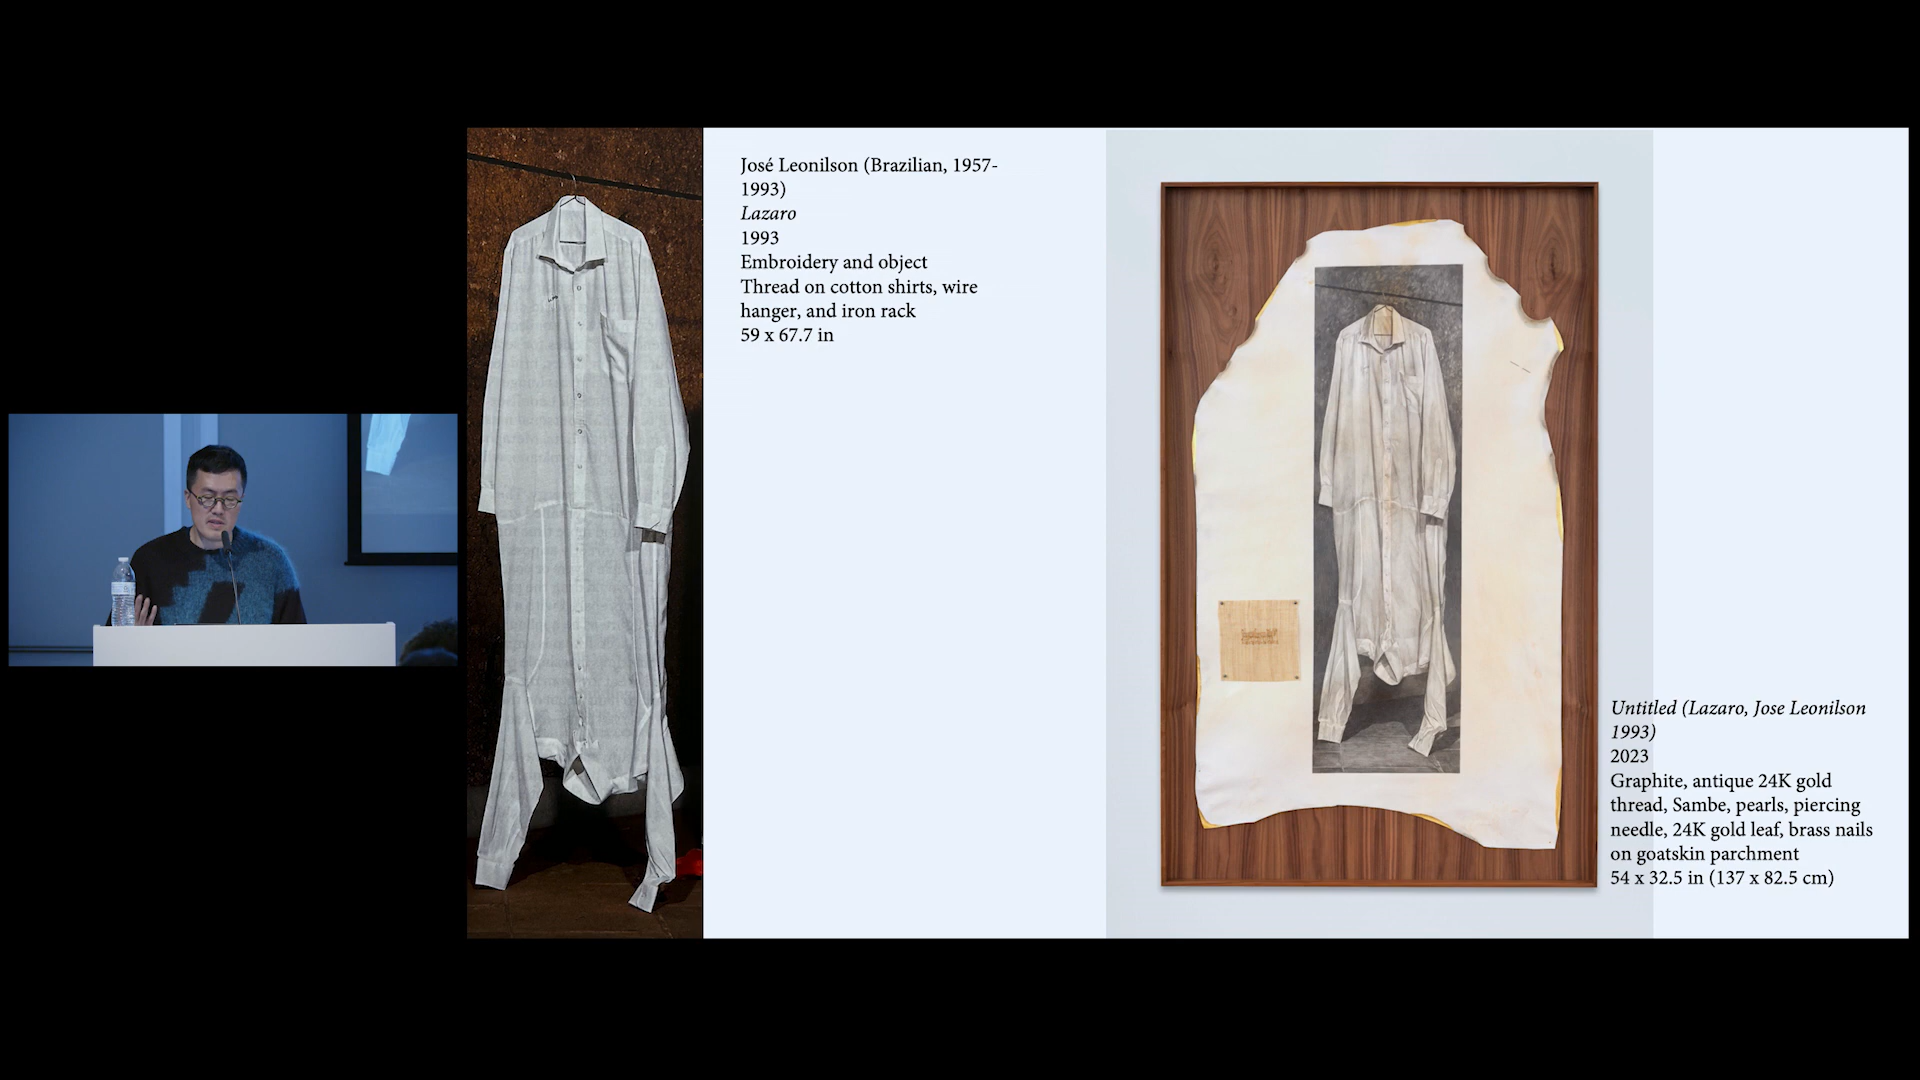 José Leonilson (Brazilian, 1957-
1993)
Lazaro
1993
Embroidery and object
Thread on cotton shirts, wire
hanger, and iron rack
59 x 67.7 in
Untitled (Lazaro, Jose Leonilson
1993)
2023
Graphite, antique 24K gold
thread, Sambe, pearls, piercing
needle, 24K gold leaf, brass nails
on goatskin parchment
54 x 32.5 in (137 x 82.5 cm)